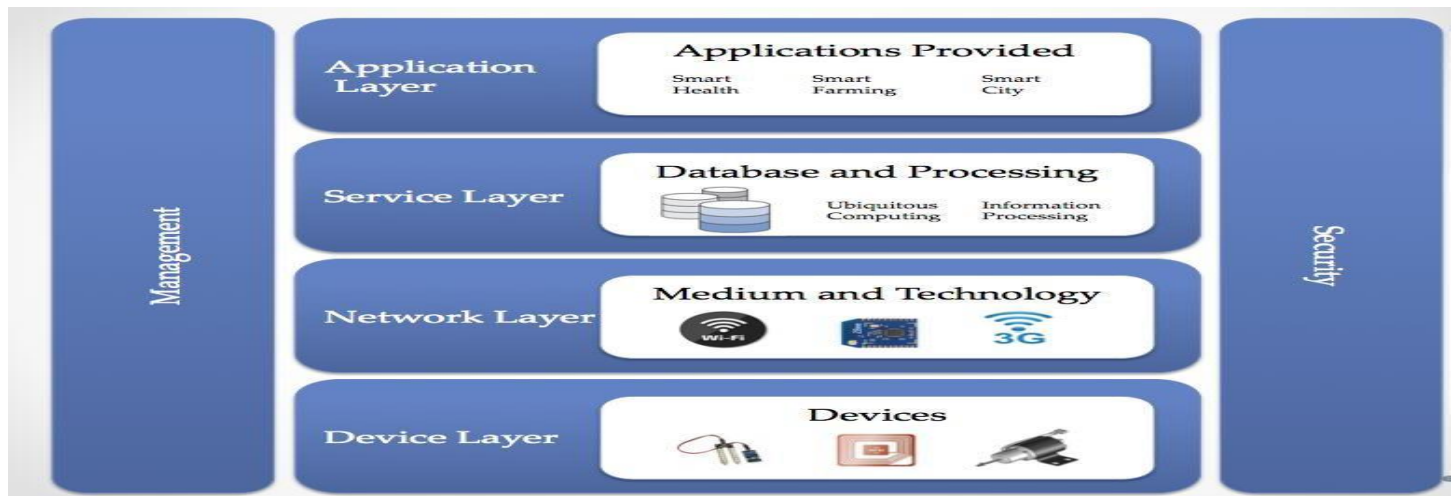 Management
Application
Layer
Applications Provided
Smart
Health
Smart
Farming
Smart
City
Service Layer
Database and Processing
Ubiquitous
Computing
Information
Processing
Network Layer
Medium and Technology
Wi-Fi
3G
Device Layer
Devices
Security